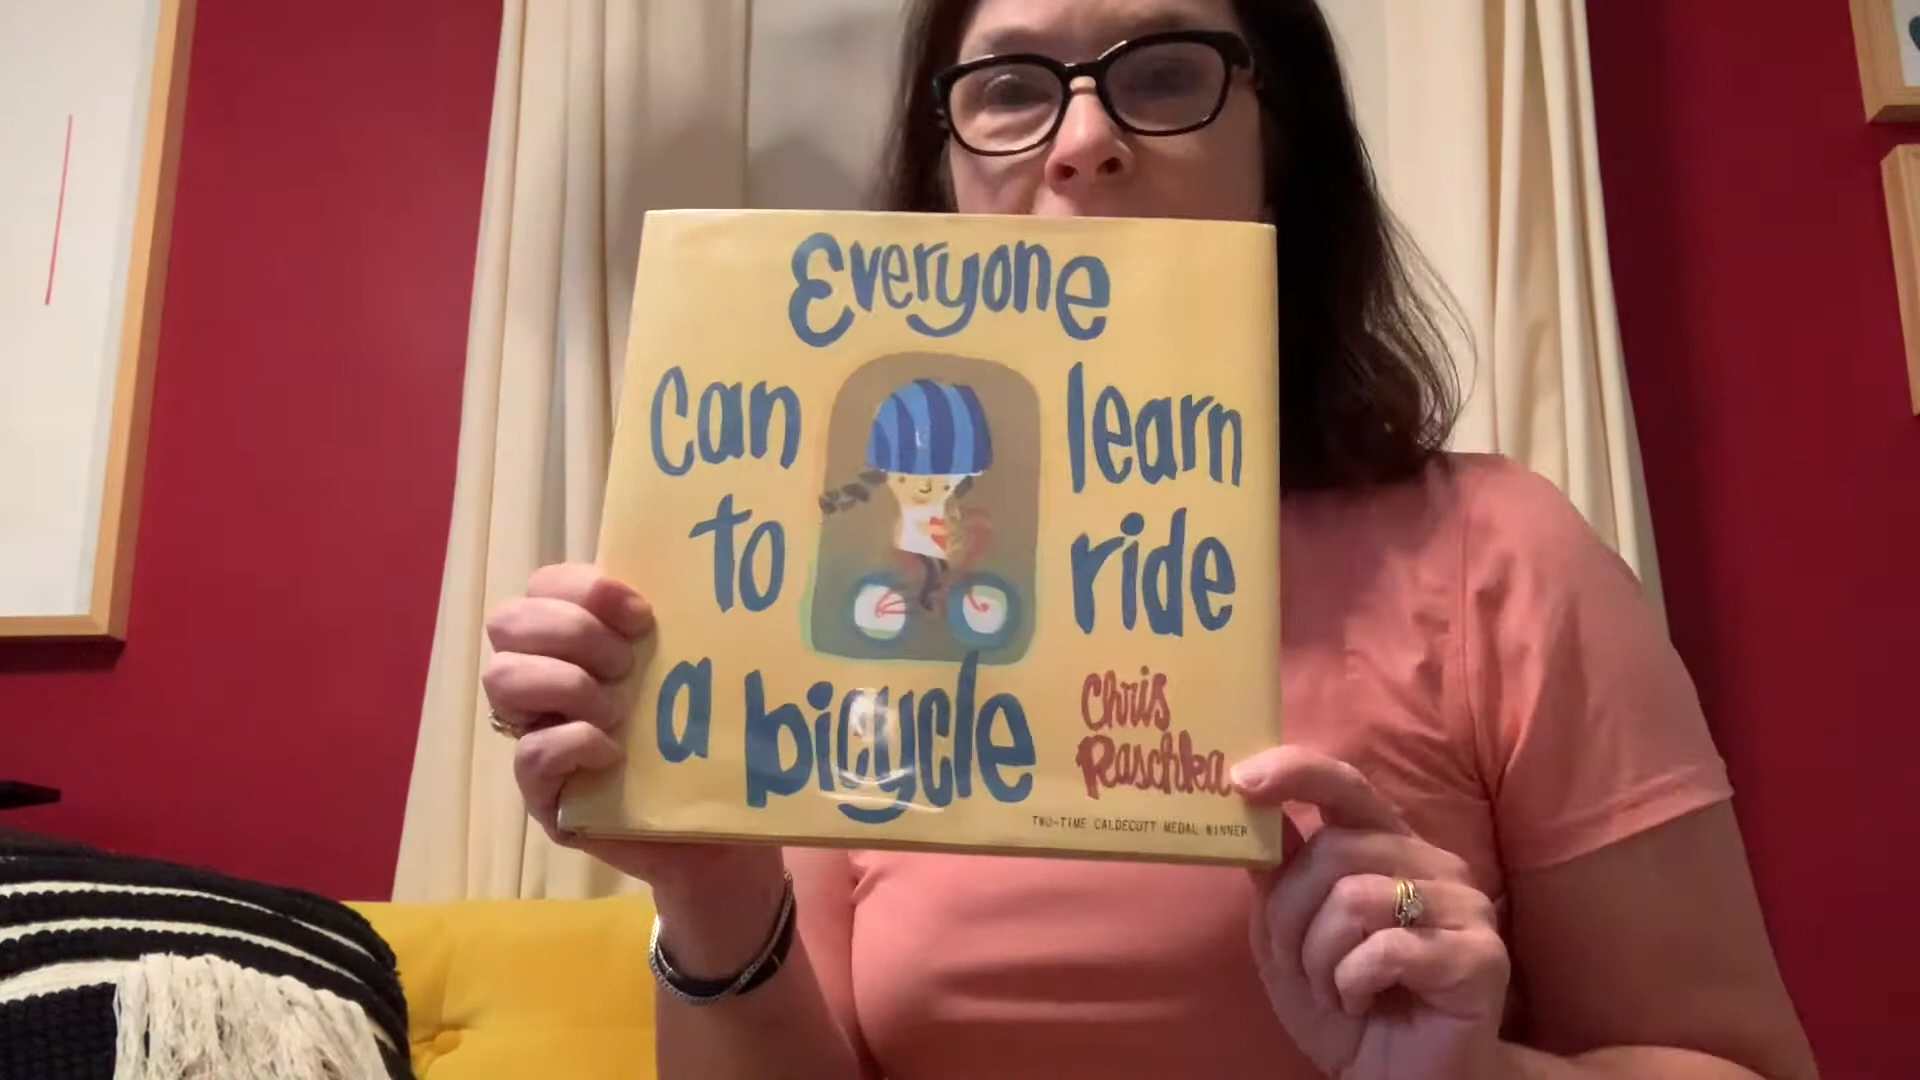 Everyone
can learn
to ride
a bicycle
Chris
Raschka
TWO-TIME CALDECOTT MEDAL WINNER